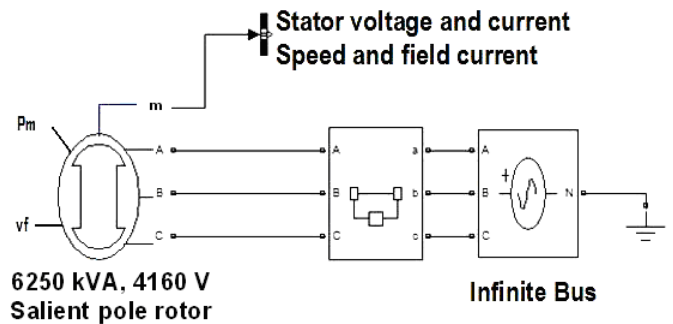 Stator voltage and current
Speed and field current
m
Pm
A
A
a
A
B
B
b
+
B
N
vf
C
C
c
C
6250 kVA, 4160 V
Salient pole rotor
Infinite Bus